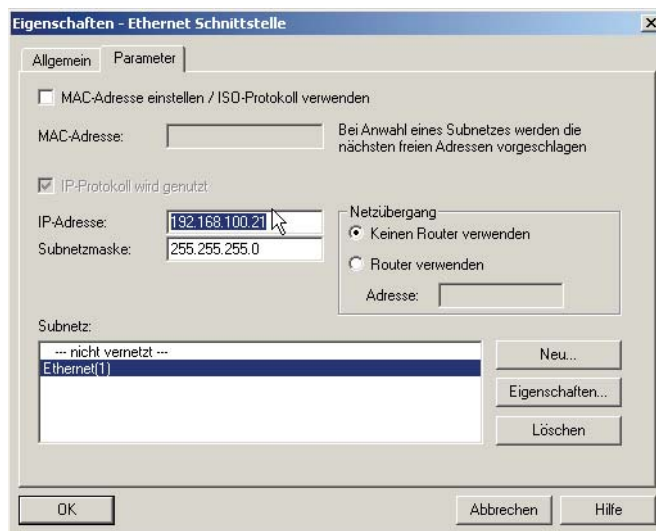 Eigenschaften - Ethernet Schnittstelle
Allgemein
Parameter
MAC-Adresse einstellen / ISO-Protokoll verwenden
MAC-Adresse:
Bei Anwahl eines Subnetzes werden die
nächsten freien Adressen vorgeschlagen
IP-Protokoll wird genutzt
IP-Adresse:
192.168.100.21
Subnetzmaske:
255.255.255.0
Netzübergang
Keinen Router verwenden
Router verwenden
Adresse:
Subnetz:
--- nicht vernetzt ---
Ethernet(1)
Neu...
Eigenschaften...
Löschen
OK
Abbrechen
Hilfe